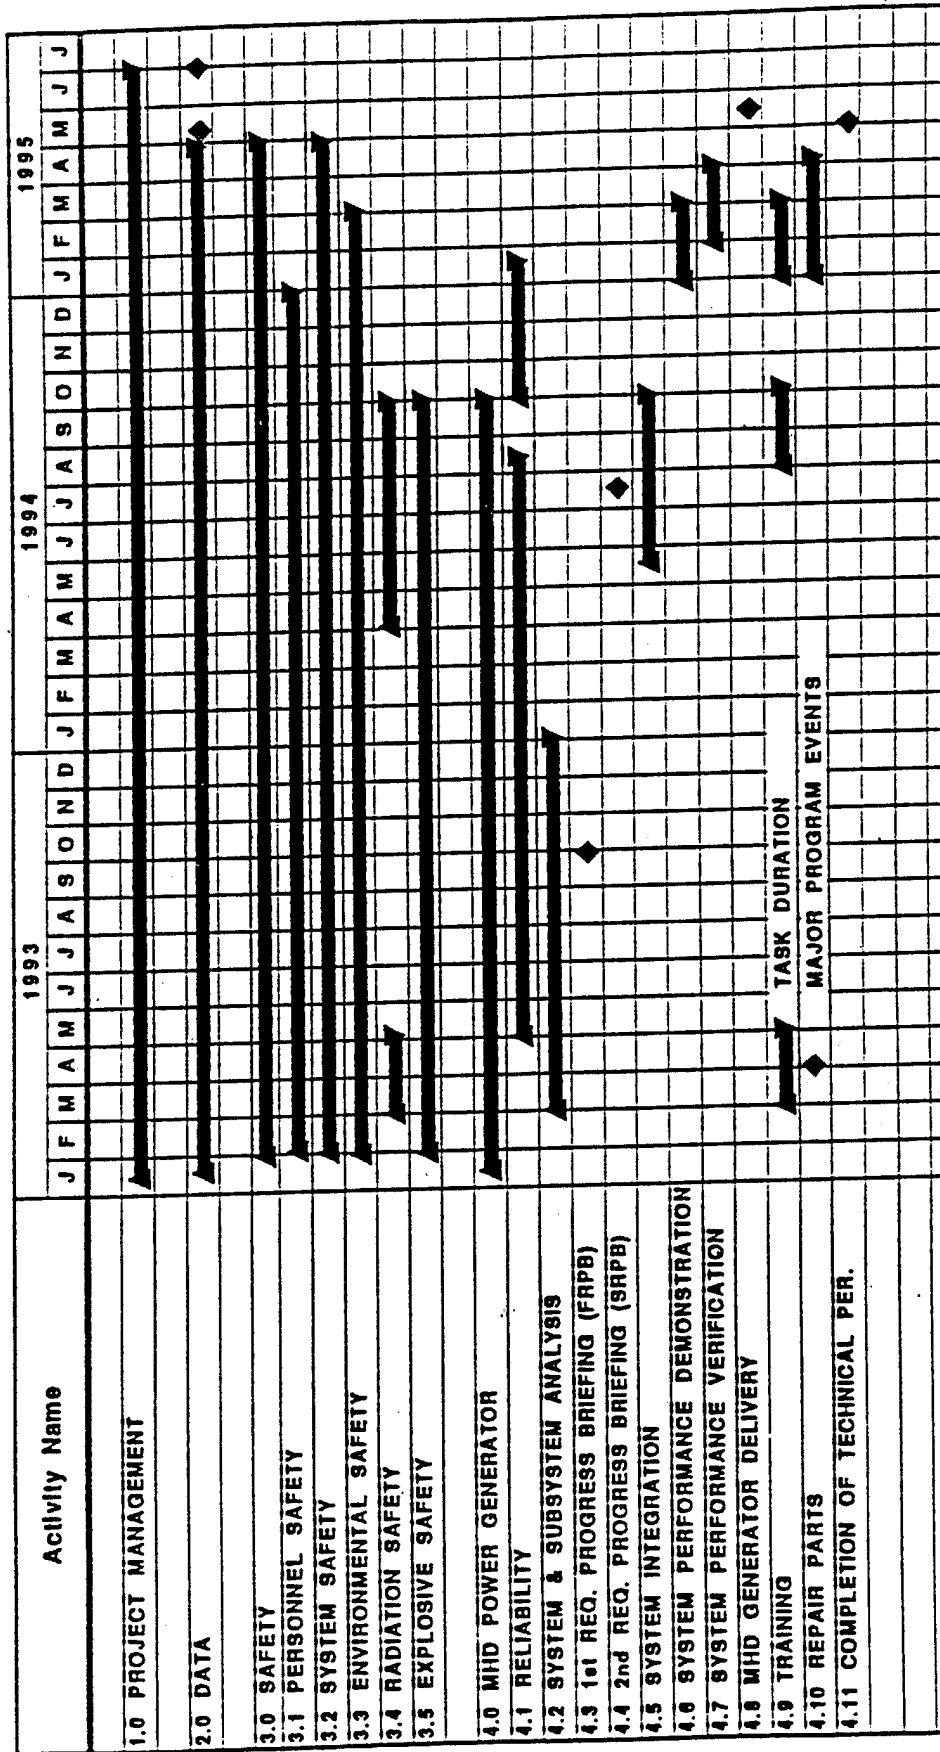 Activity Name
1993
1994
1995
J F M A M J J A S O N D J F M A M J J A S O N D J F M A M J J
1.0 PROJECT MANAGEMENT
2.0 DATA
3.0 SAFETY
3.1 PERSONNEL SAFETY
3.2 SYSTEM SAFETY
3.3 ENVIRONMENTAL SAFETY
3.4 RADIATION SAFETY
3.5 EXPLOSIVE SAFETY
4.0 MHD POWER GENERATOR
4.1 RELIABILITY
4.2 SYSTEM & SUBSYSTEM ANALYSIS
4.3 1st REQ. PROGRESS BRIEFING (FRPB)
4.4 2nd REQ. PROGRESS BRIEFING (SRPB)
4.5 SYSTEM INTEGRATION
4.6 SYSTEM PERFORMANCE DEMONSTRATION
4.7 SYSTEM PERFORMANCE VERIFICATION
4.8 MHD GENERATOR DELIVERY
4.9 TRAINING
4.10 REPAIR PARTS
4.11 COMPLETION OF TECHNICAL PER.
TASK DURATION
MAJOR PROGRAM EVENTS